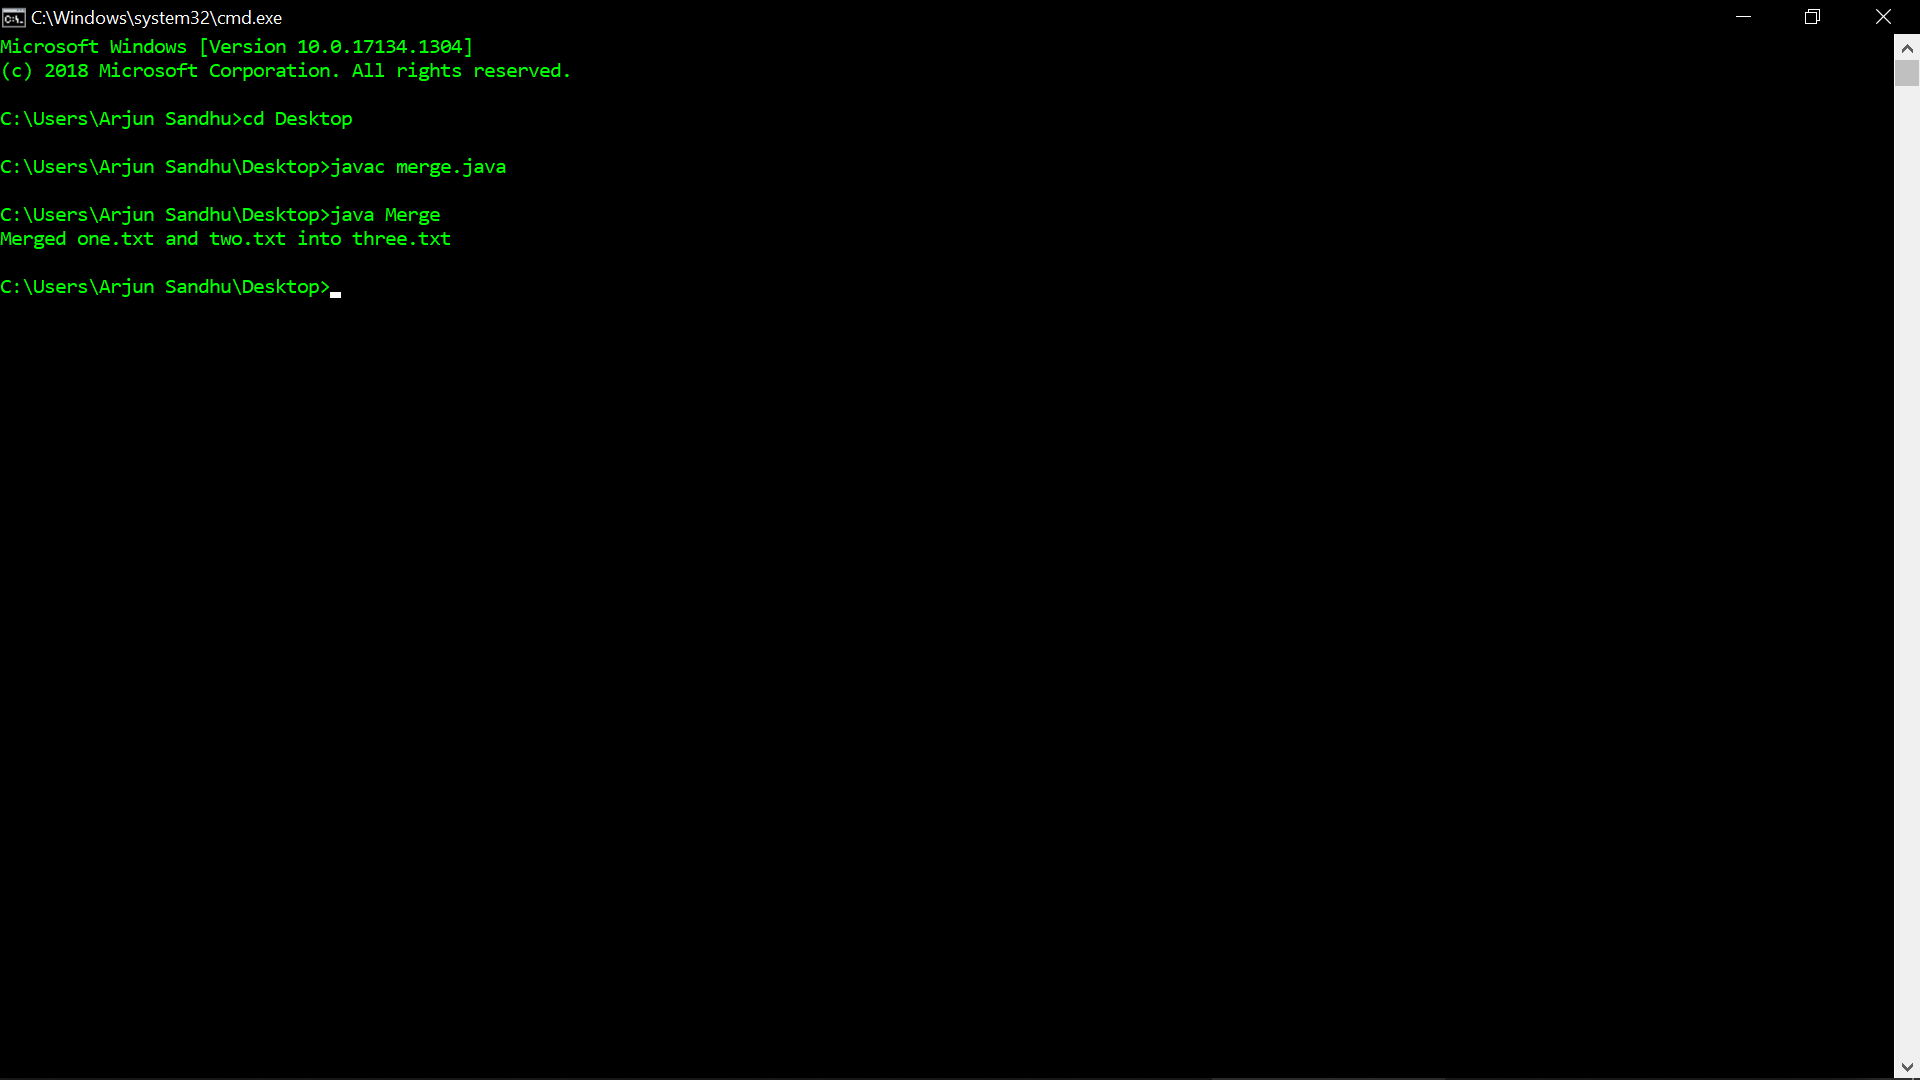 C:\Windows\system32\cmd.exe
Microsoft Windows [Version 10.0.17134.1304]
(c) 2018 Microsoft Corporation. All rights reserved.
C:\Users\Arjun Sandhu>cd Desktop
C:\Users\Arjun Sandhu\Desktop>javac merge.java
C:\Users\Arjun Sandhu\Desktop>java Merge
Merged one.txt and two.txt into three.txt
C:\Users\Arjun Sandhu\Desktop>